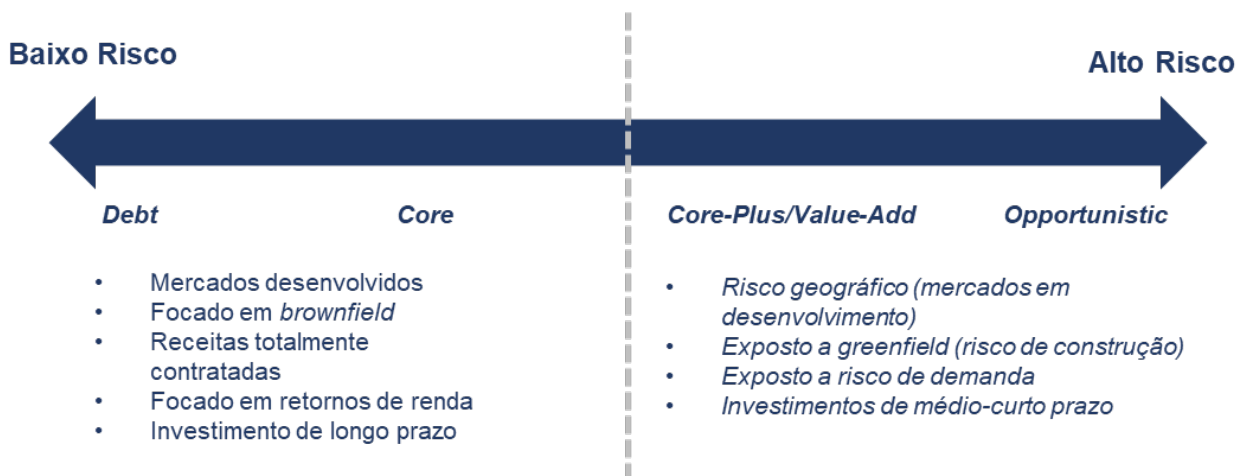 Baixo Risco
Alto Risco
Debt
Core
Core-Plus/Value-Add
Opportunistic
• Mercados desenvolvidos
• Focado em brownfield
• Receitas totalmente
contratadas
• Focado em retornos de renda
• Investimento de longo prazo
• Risco geográfico (mercados em
desenvolvimento)
• Exposto a greenfield (risco de construção)
• Exposto a risco de demanda
• Investimentos de médio-curto prazo